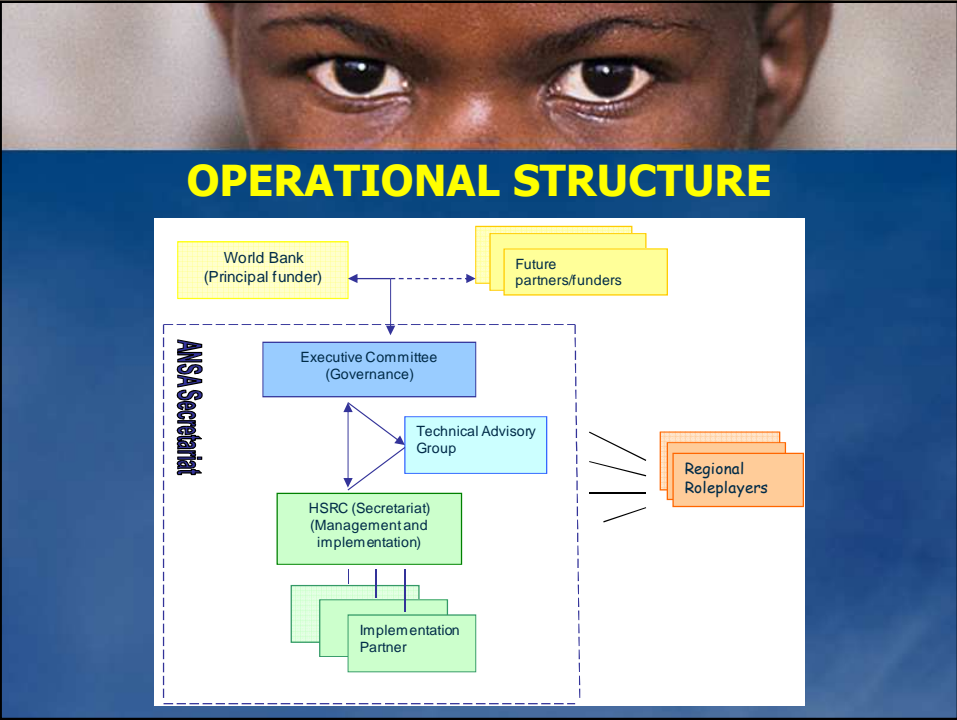 OPERATIONAL STRUCTURE
World Bank
(Principal funder)
Future
partners/funders
ANSA Secretariat
Executive Committee
(Governance)
Technical Advisory
Group
Regional
Roleplayers
HSRC (Secretariat)
(Management and
implementation)
Implementation
Partner